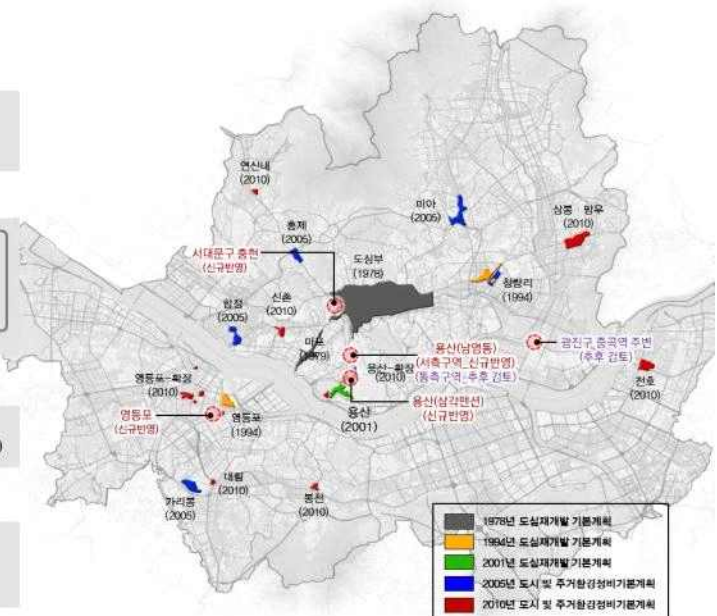 연신내
(2010)
홍제
(2005)
미아
(2005)
상봉 망우
(2010)
서대문구 충현
(신규반영)
도심부
(1978)
청량리
(1994)
합정
(2005)
신촌
(2010)
마포
(1979)
용산(남영동)
(서측구역_신규반영)
(동측구역-추후 검토)
광진구_중곡역 주변
(추후 검토)
영등포-확장
(2010)
용산-확장
(2010)
천호
(2010)
영등포
(신규반영)
영등포
(1994)
용산
(2001)
용산(삼각맨션)
(신규반영)
가리봉
(2005)
대림
(2010)
봉천
(2010)
1978년 도심재개발 기본계획
1994년 도심재개발 기본계획
2001년 도심재개발 기본계획
2005년 도시 및 주거환경정비기본계획
2010년 도시 및 주거환경정비기본계획
)